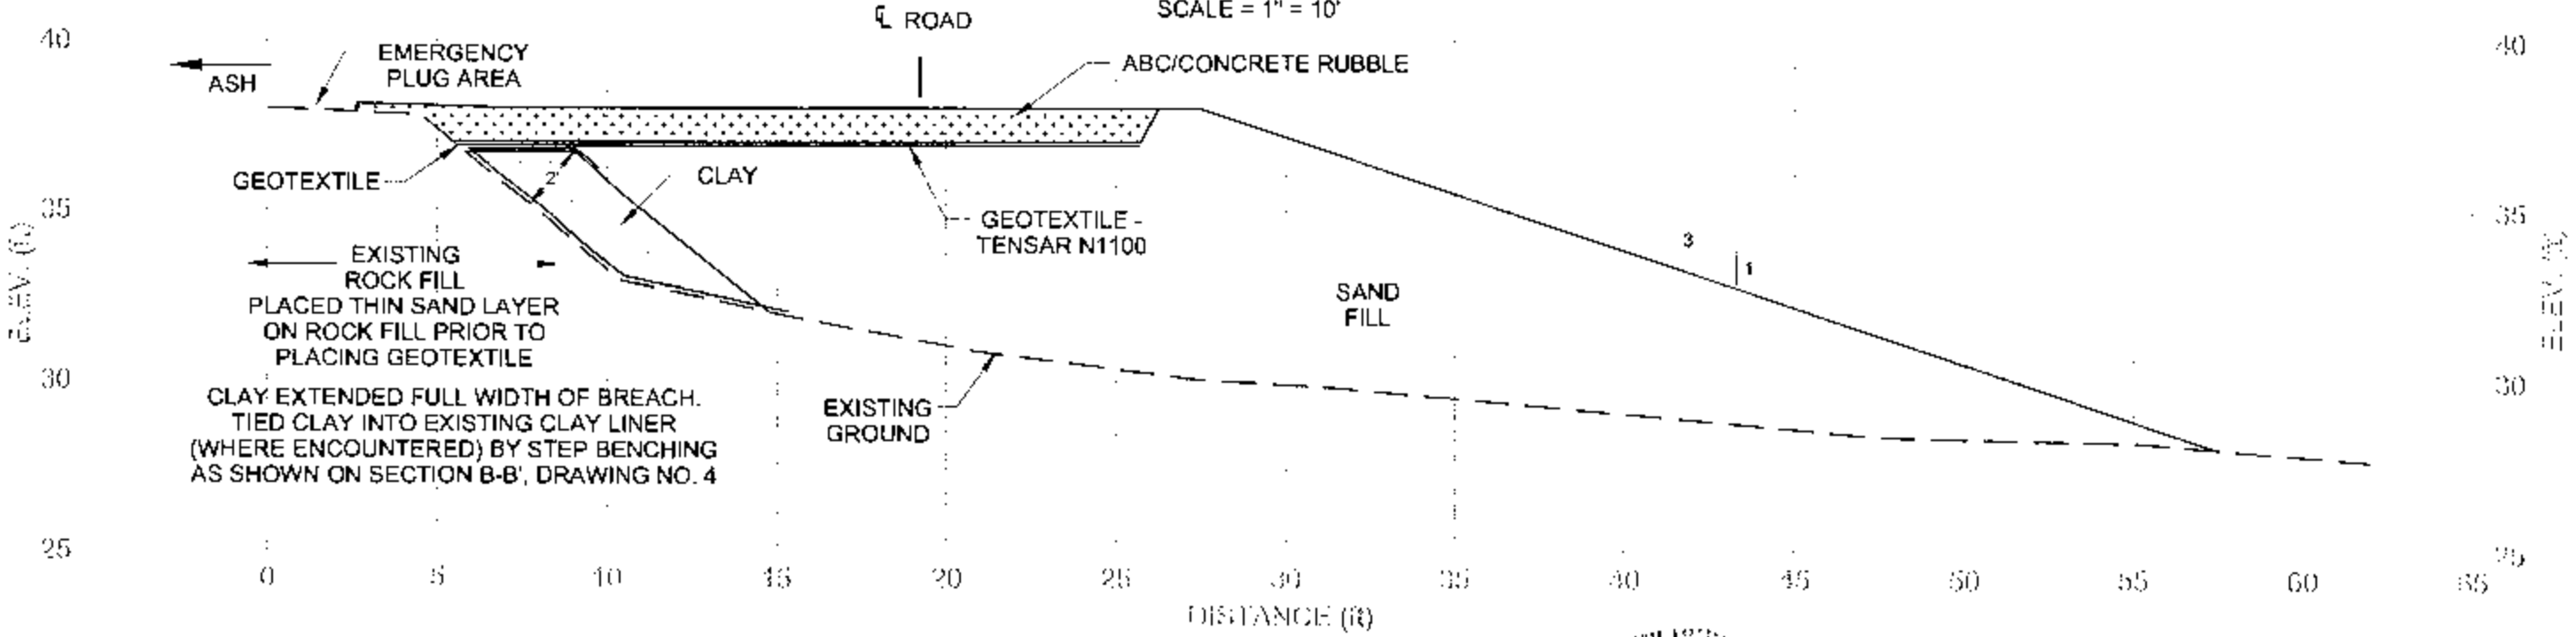 ℄ ROAD
SCALE = 1" = 10'
40
40
EMERGENCY
PLUG AREA
ASH
ABC/CONCRETE RUBBLE
GEOTEXTILE
2'
CLAY
GEOTEXTILE -
TENSAR N1100
35
35
ELEV. (ft.)
EXISTING
ROCK FILL
PLACED THIN SAND LAYER
ON ROCK FILL PRIOR TO
PLACING GEOTEXTILE
3
1
SAND
FILL
30
30
CLAY EXTENDED FULL WIDTH OF BREACH.
TIED CLAY INTO EXISTING CLAY LINER
(WHERE ENCOUNTERED) BY STEP BENCHING
AS SHOWN ON SECTION B-B', DRAWING NO. 4
EXISTING
GROUND
25
25
0 5 10 15 20 25 30 35 40 45 50 55 60 65
DISTANCE (ft)